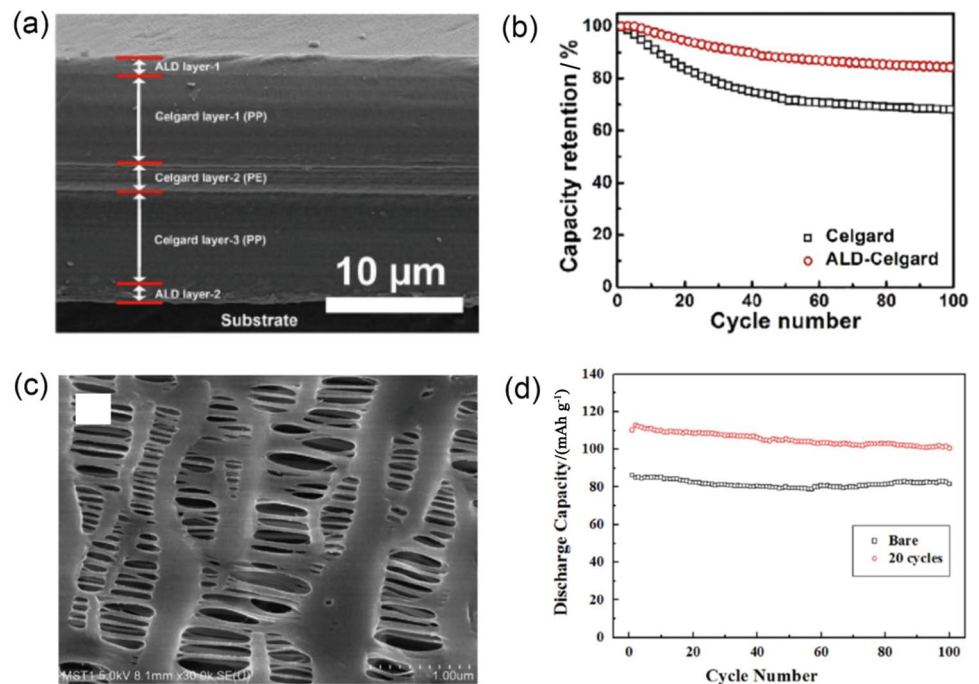 (a)
ALD layer-1
Celgard layer-1 (PP)
Celgard layer-2 (PE)
Celgard layer-3 (PP)
ALD layer-2
10 μm
Substrate
(b)
Capacity retention / %
100
80
60
40
20
0
0 20 40 60 80 100
Cycle number
Celgard
ALD-Celgard
(c)
MST1 5.0kV 8.1mm x30.0k SE(U)
1.00um
(d)
Discharge Capacity/(mAh g-1)
140
120
100
80
60
40
20
0
0 20 40 60 80 100
Cycle Number
Bare
20 cycles